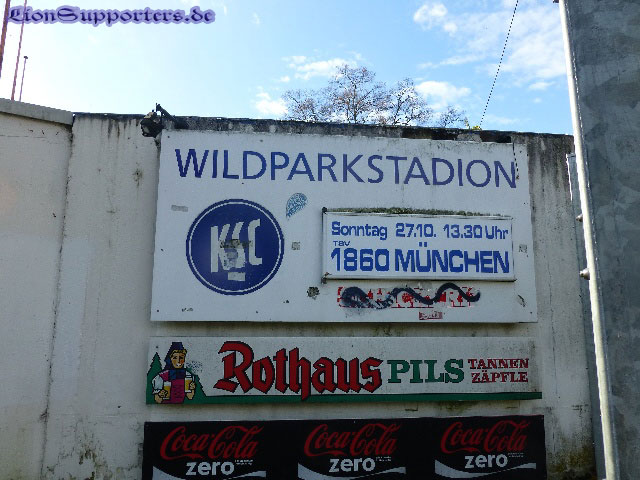 LionSupporters.de
WILDPARKSTADION
KSC
Sonntag 27.10. 13.30 Uhr
TSV
1860 MÜNCHEN
Rothaus PILS TANNEN
ZÄPFLE
Coca-Cola Coca-Cola Coca-Cola
zero zero zero